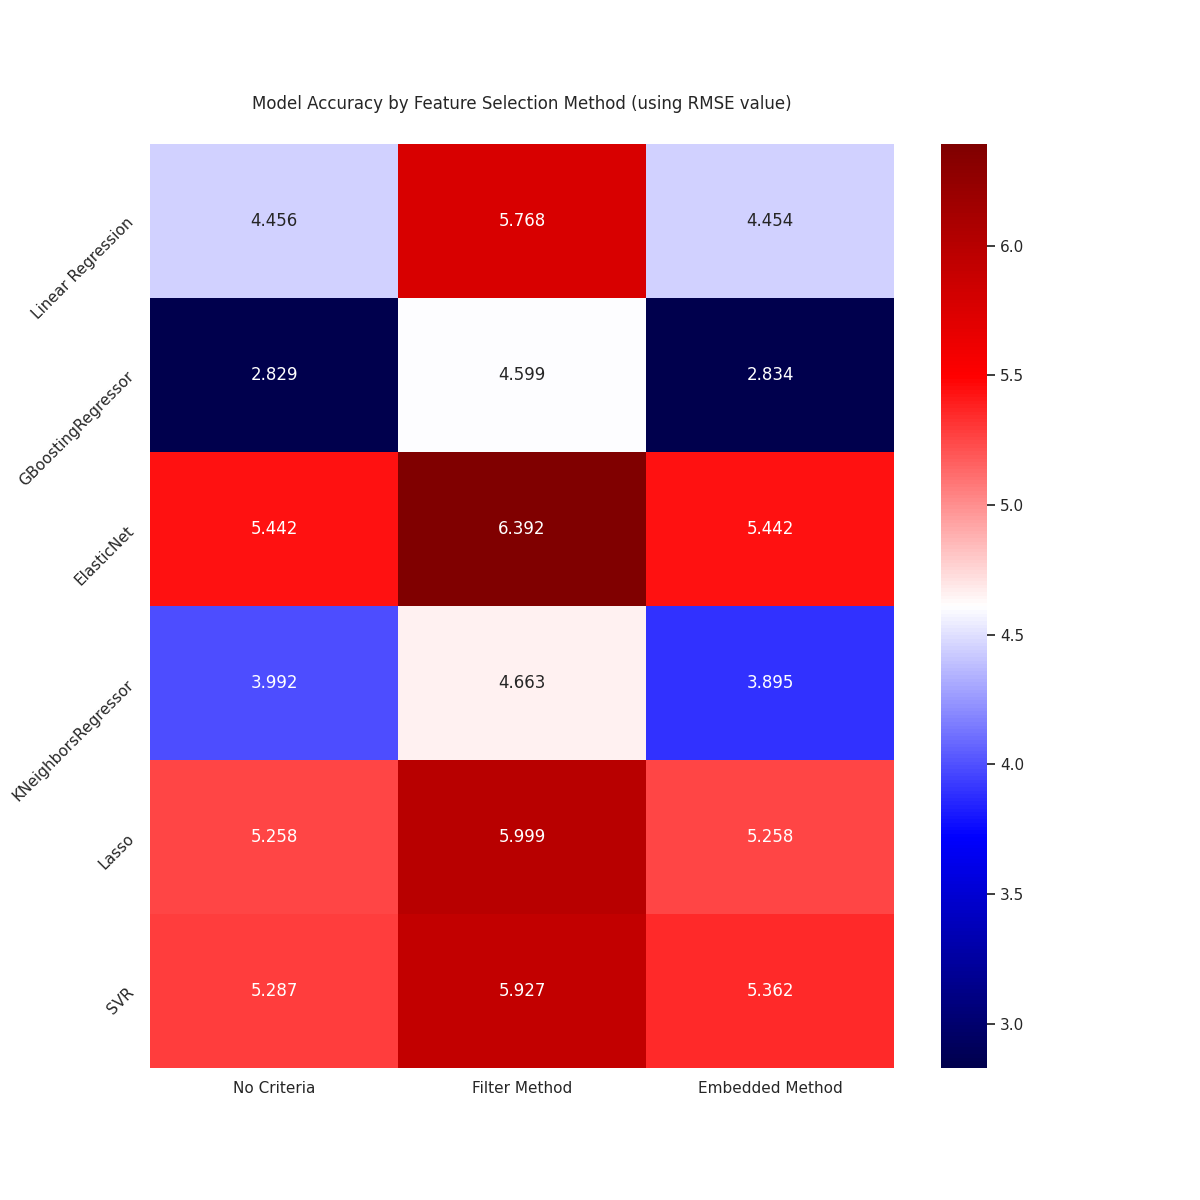 Model Accuracy by Feature Selection Method (using RMSE value)
Linear Regression
4.456 5.768 4.454
GBoostingRegressor
2.829 4.599 2.834
ElasticNet
5.442 6.392 5.442
KNeighborsRegressor
3.992 4.663 3.895
Lasso
5.258 5.999 5.258
SVR
5.287 5.927 5.362
No Criteria Filter Method Embedded Method
6.0
5.5
5.0
4.5
4.0
3.5
3.0